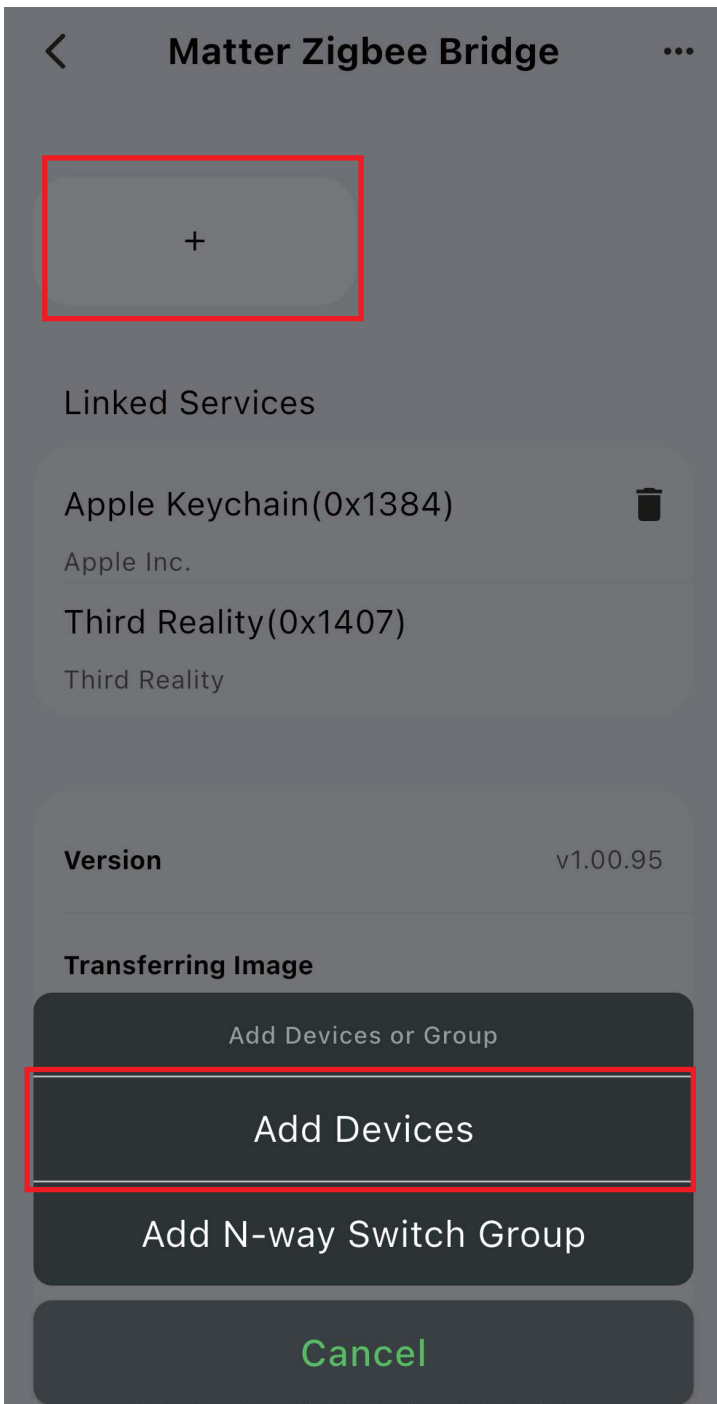 Matter Zigbee Bridge
+
Linked Services
Apple Keychain(0x1384)
Apple Inc.
Third Reality(0x1407)
Third Reality
Version v1.00.95
Transferring Image
Add Devices or Group
Add Devices
Add N-way Switch Group
Cancel